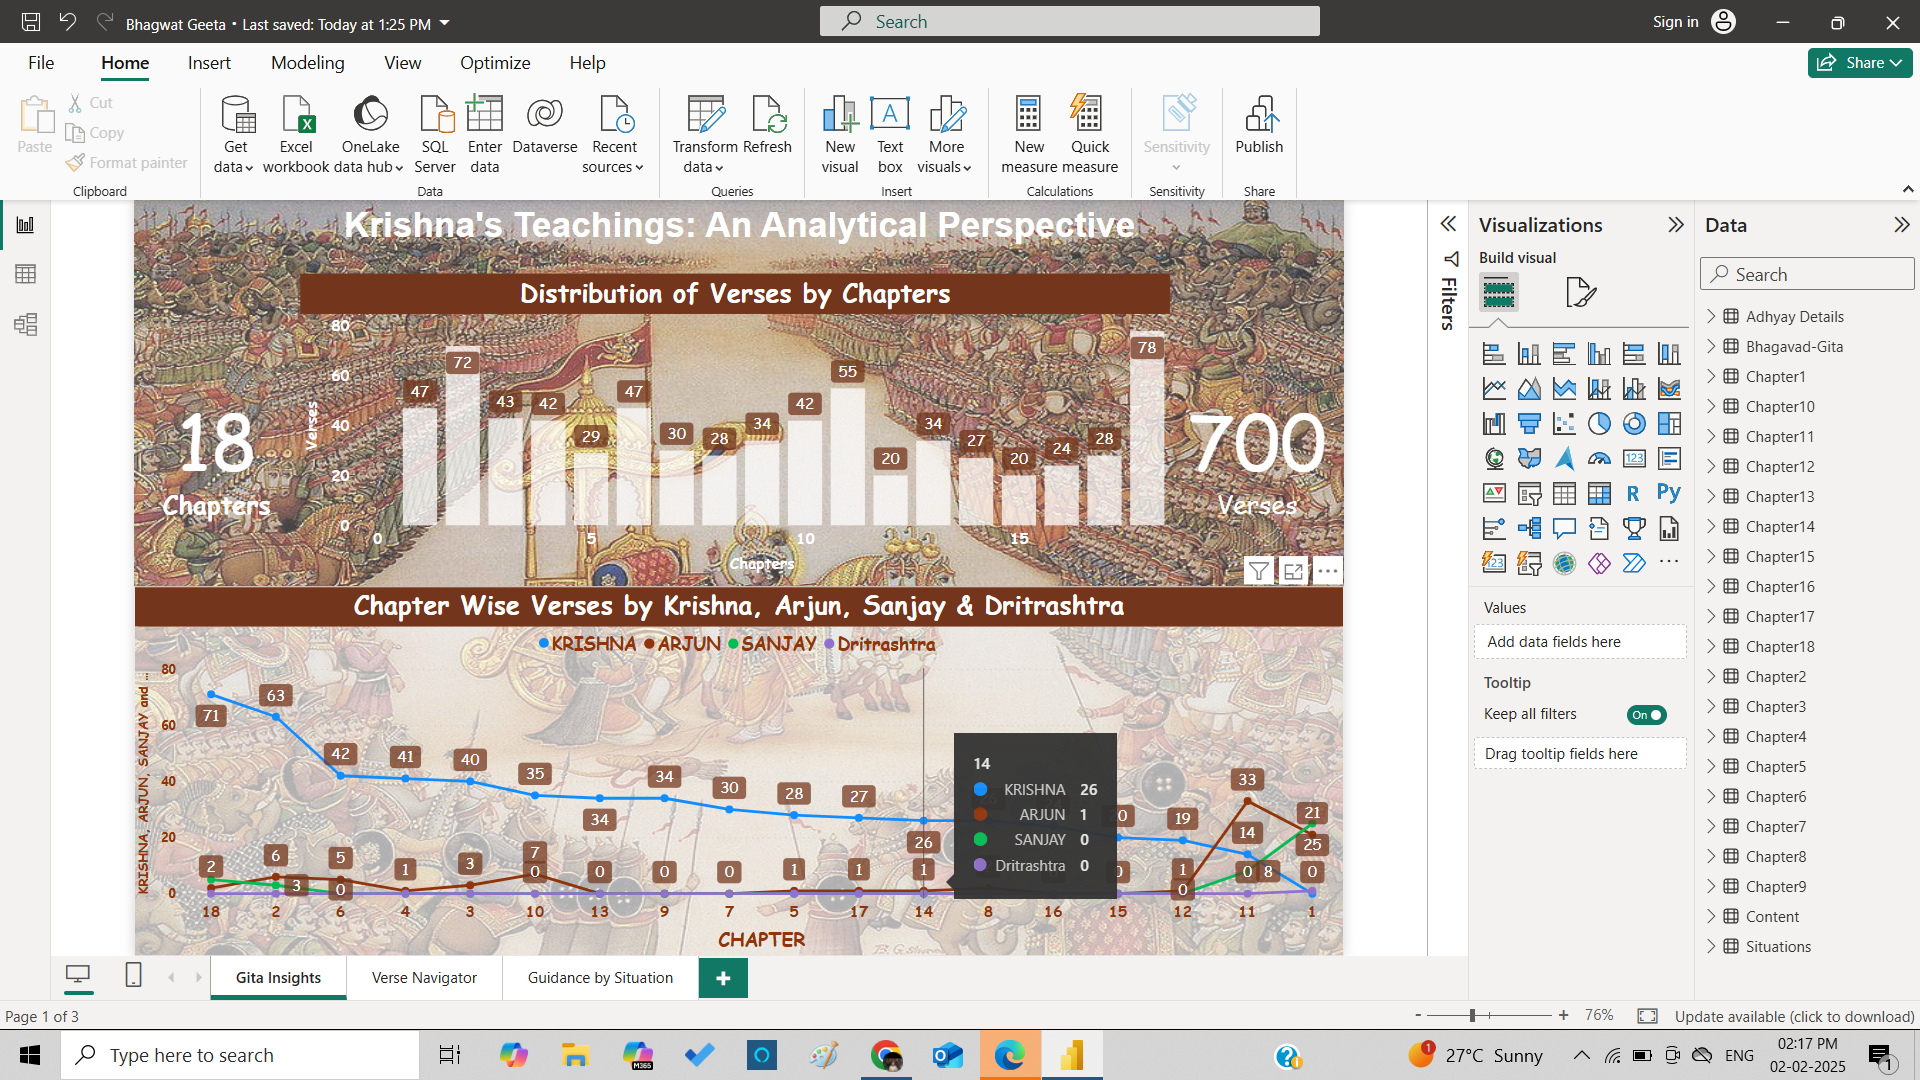 Bhagwat Geeta • Last saved: Today at 1:25 PM
Search
Sign in
File Home Insert Modeling View Optimize Help
Share
Paste
Cut
Copy
Format painter
Clipboard
Get data
Excel workbook
OneLake data hub
SQL Server
Enter data
Dataverse
Recent sources
Data
Transform data
Refresh
Queries
New visual
Text box
More visuals
Insert
New measure
Quick measure
Calculations
Sensitivity
Sensitivity
Publish
Share
Krishna's Teachings: An Analytical Perspective
Distribution of Verses by Chapters
18
Chapters
700
Verses
Verses
80
60
40
20
0
47 72 43 42 29 47 30 28 34 42 55 20 34 27 20 24 28 78
0 5 10 15
Chapters
Chapter Wise Verses by Krishna, Arjun, Sanjay & Dritrashtra
KRISHNA ARJUN SANJAY Dritrashtra
KRISHNA, ARJUN, SANJAY and ...
80
60
40
20
0
71 63 42 41 40 35 34 34 30 28 27 26 19 14 33 21 25
2 6 3 5 0 1 3 7 0 0 0 0 1 1 1 1 0 0 8 0
14
KRISHNA 26
ARJUN 1
SANJAY 0
Dritrashtra 0
18 2 6 4 3 10 13 9 7 5 17 14 8 16 15 12 11 1
CHAPTER
Filters
Visualizations
Build visual
123
R
Py
Values
Add data fields here
Tooltip
Keep all filters
On
Drag tooltip fields here
Data
Search
Adhyay Details
Bhagavad-Gita
Chapter1
Chapter10
Chapter11
Chapter12
Chapter13
Chapter14
Chapter15
Chapter16
Chapter17
Chapter18
Chapter2
Chapter3
Chapter4
Chapter5
Chapter6
Chapter7
Chapter8
Chapter9
Content
Situations
Gita Insights
Verse Navigator
Guidance by Situation
Page 1 of 3
76%
Update available (click to download)
Type here to search
M365
1
27°C Sunny
ENG
02:17 PM
02-02-2025
1